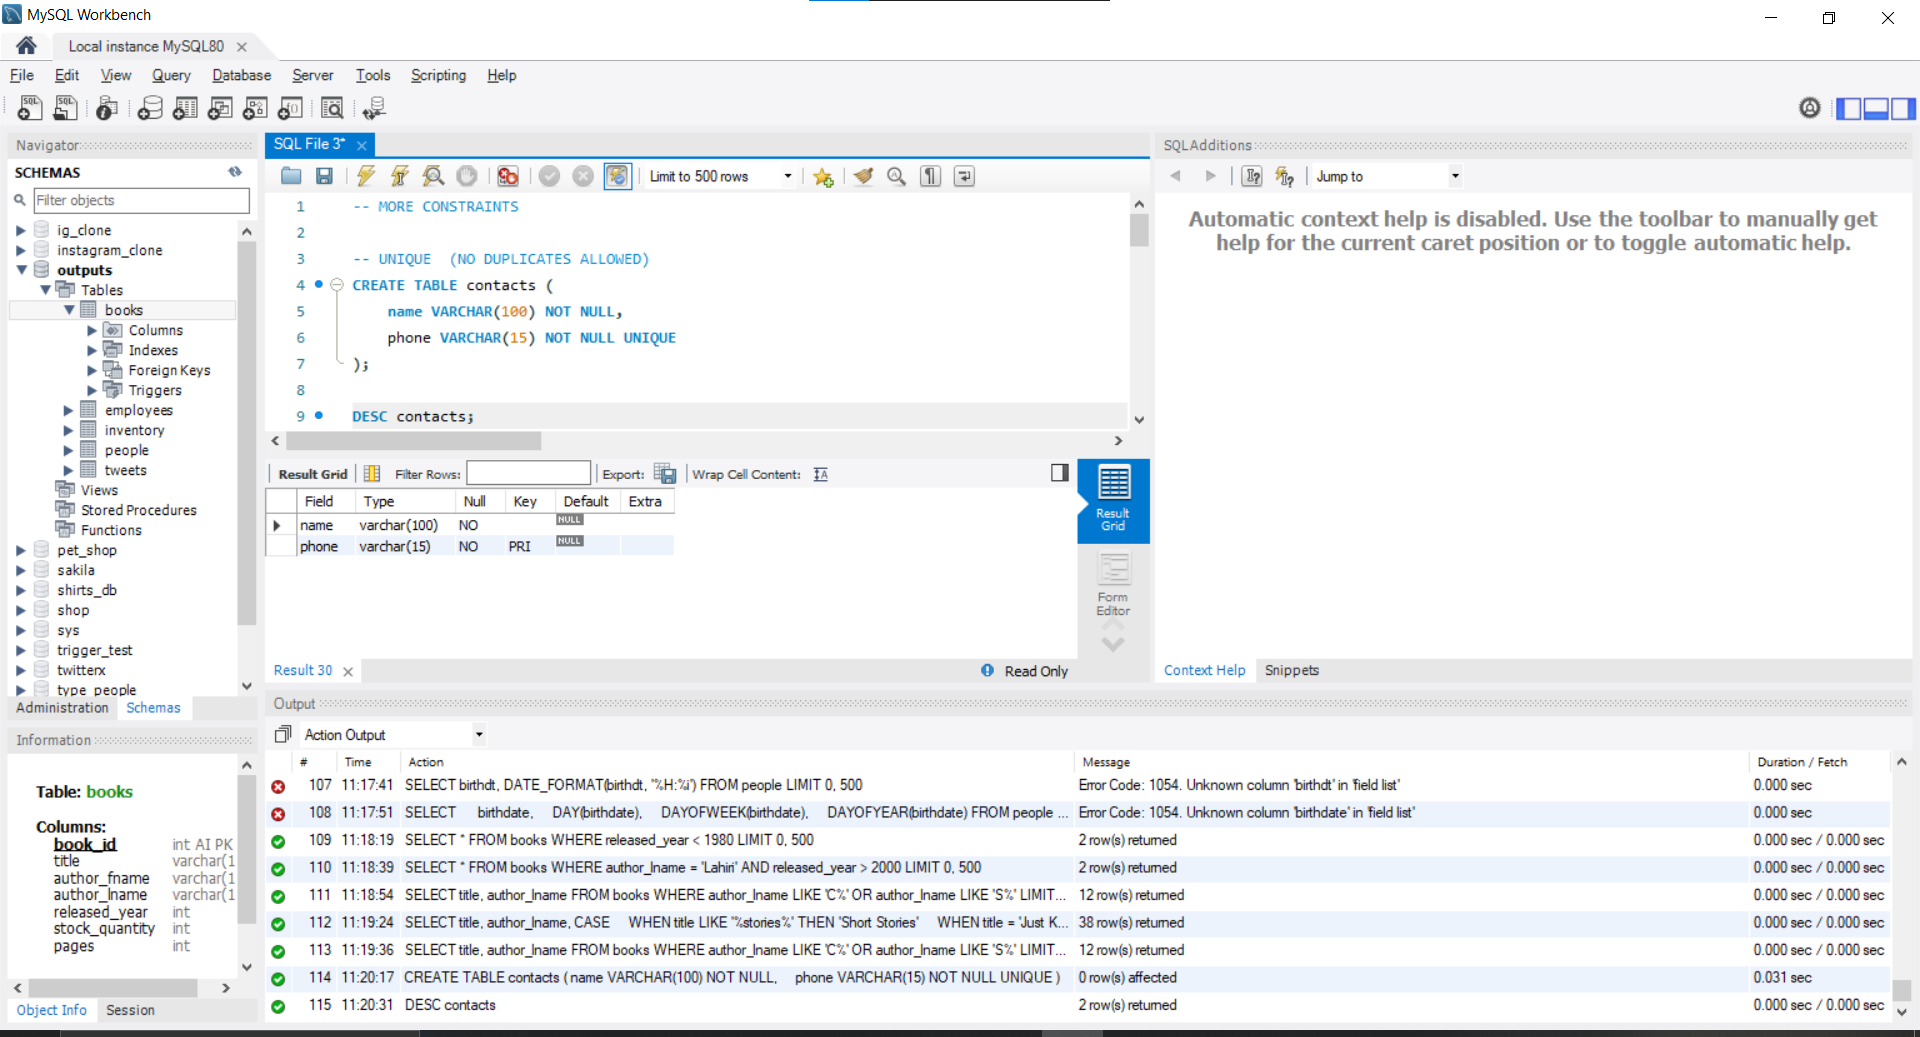 MySQL Workbench
Local instance MySQL80
File Edit View Query Database Server Tools Scripting Help
Navigator
SCHEMAS
Filter objects
ig_clone
instagram_clone
outputs
Tables
books
Columns
Indexes
Foreign Keys
Triggers
employees
inventory
people
tweets
Views
Stored Procedures
Functions
pet_shop
sakila
shirts_db
shop
sys
trigger_test
twitterx
type_people
Administration Schemas
Information
Table: books
Columns:
book_id int AI PK
title varchar(1
author_fname varchar(1
author_lname varchar(1
released_year int
stock_quantity int
pages int
Object Info Session
SQL File 3*
Limit to 500 rows
1 -- MORE CONSTRAINTS
2
3 -- UNIQUE (NO DUPLICATES ALLOWED)
4 CREATE TABLE contacts (
5 name VARCHAR(100) NOT NULL,
6 phone VARCHAR(15) NOT NULL UNIQUE
7 );
8
9 DESC contacts;
Result Grid Filter Rows: Export: Wrap Cell Content:
Field Type Null Key Default Extra
name varchar(100) NO NULL
phone varchar(15) NO PRI NULL
Result Grid
Form Editor
Result 30
Read Only
SQLAdditions
Jump to
Automatic context help is disabled. Use the toolbar to manually get
help for the current caret position or to toggle automatic help.
Context Help Snippets
Output
Action Output
# Time Action Message Duration / Fetch
107 11:17:41 SELECT birthdt, DATE_FORMAT(birthdt, '%H:%i') FROM people LIMIT 0, 500 Error Code: 1054. Unknown column 'birthdt' in 'field list' 0.000 sec
108 11:17:51 SELECT birthdate, DAY(birthdate), DAYOFWEEK(birthdate), DAYOFYEAR(birthdate) FROM people ... Error Code: 1054. Unknown column 'birthdate' in 'field list' 0.000 sec
109 11:18:19 SELECT * FROM books WHERE released_year < 1980 LIMIT 0, 500 2 row(s) returned 0.000 sec / 0.000 sec
110 11:18:39 SELECT * FROM books WHERE author_lname = 'Lahiri' AND released_year > 2000 LIMIT 0, 500 2 row(s) returned 0.000 sec / 0.000 sec
111 11:18:54 SELECT title, author_lname FROM books WHERE author_lname LIKE 'C%' OR author_lname LIKE 'S%' LIMIT... 12 row(s) returned 0.000 sec / 0.000 sec
112 11:19:24 SELECT title, author_lname, CASE WHEN title LIKE '%stories%' THEN 'Short Stories' WHEN title = 'Just K... 38 row(s) returned 0.000 sec / 0.000 sec
113 11:19:36 SELECT title, author_lname FROM books WHERE author_lname LIKE 'C%' OR author_lname LIKE 'S%' LIMIT... 12 row(s) returned 0.000 sec / 0.000 sec
114 11:20:17 CREATE TABLE contacts ( name VARCHAR(100) NOT NULL, phone VARCHAR(15) NOT NULL UNIQUE ) 0 row(s) affected 0.031 sec
115 11:20:31 DESC contacts 2 row(s) returned 0.000 sec / 0.000 sec